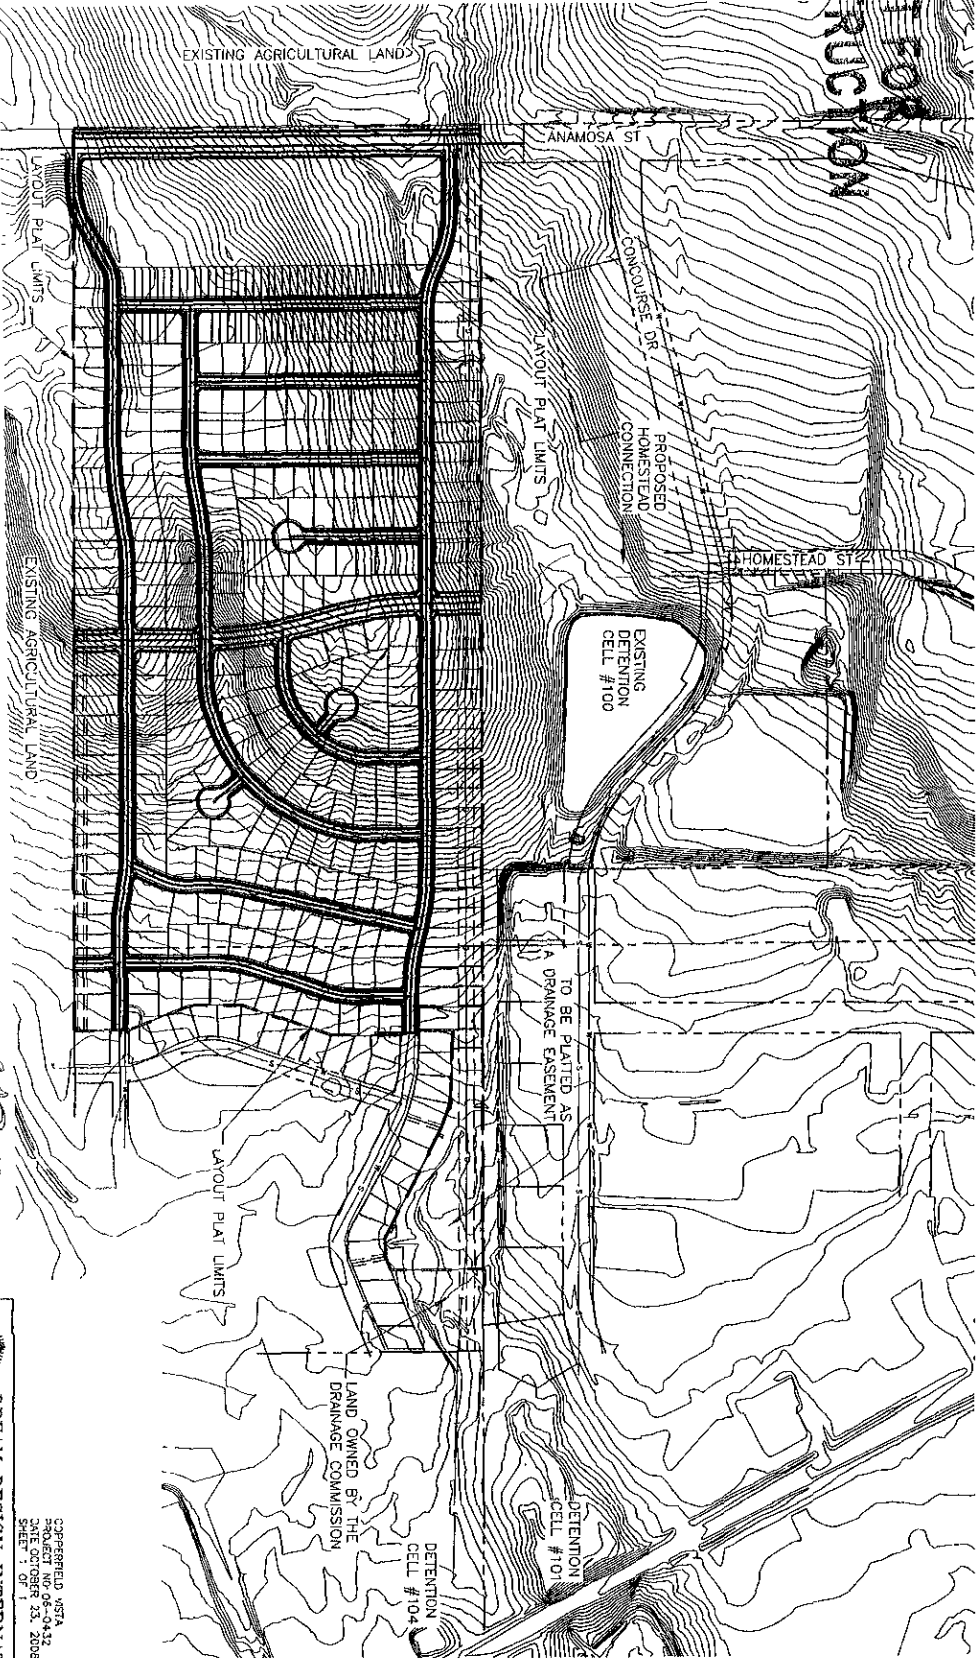 FOR
RUCTION
EXISTING AGRICULTURAL LAND
ANAMOSA ST
LAYOUT PLAT LIMITS
CONCOURSE DR
PROPOSED
HOMESTEAD
CONNECTION
LAYOUT PLAT LIMITS
HOMESTEAD ST
EXISTING
DETENTION
CELL #100
EXISTING AGRICULTURAL LAND
TO BE PLATTED AS
A DRAINAGE EASEMENT
LAYOUT PLAT LIMITS
LAND OWNED BY THE
DRAINAGE COMMISSION
DETENTION
CELL #101
DETENTION
CELL #104
COPPERFIELD VISTA
PROJECT NO 06-0432
DATE OCTOBER 23, 2006
SHEET 1 OF 1